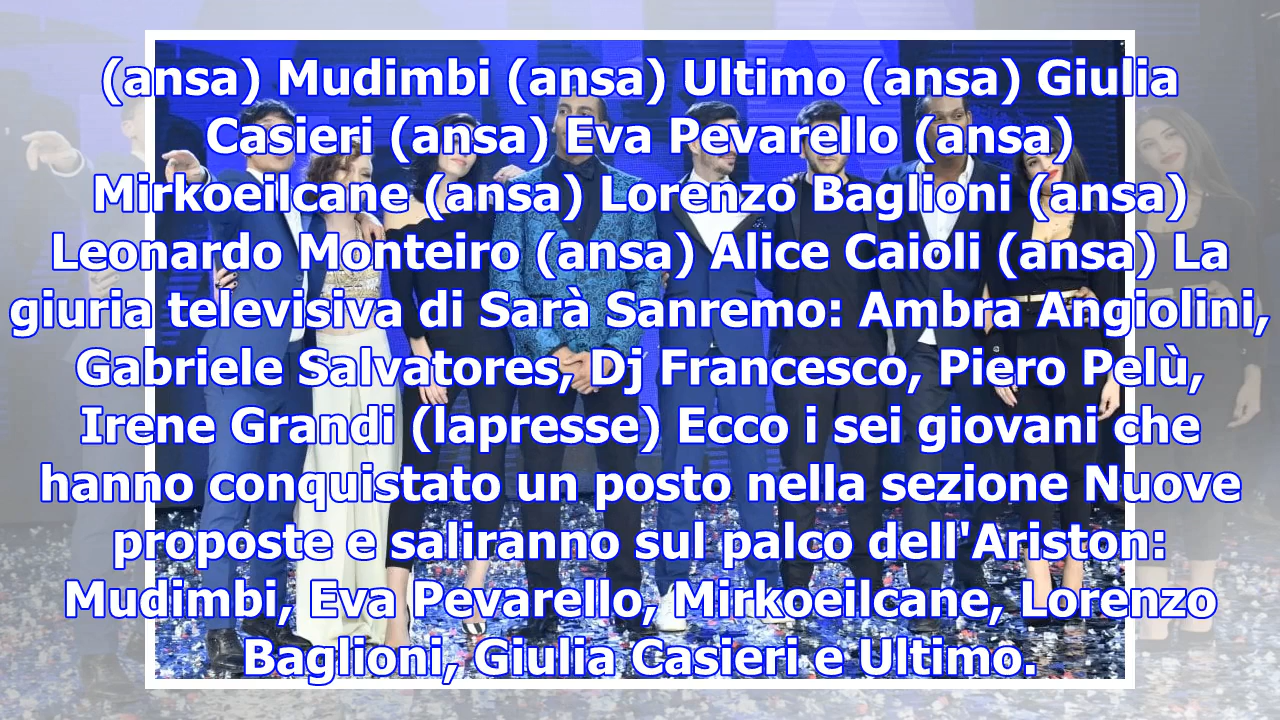 (ansa) Mudimbi (ansa) Ultimo (ansa) Giulia
Casieri (ansa) Eva Pevarello (ansa)
Mirkoeilcane (ansa) Lorenzo Baglioni (ansa)
Leonardo Monteiro (ansa) Alice Caioli (ansa) La
giuria televisiva di Sarà Sanremo: Ambra Angiolini,
Gabriele Salvatores, Dj Francesco, Piero Pelù,
Irene Grandi (lapresse) Ecco i sei giovani che
hanno conquistato un posto nella sezione Nuove
proposte e saliranno sul palco dell'Ariston:
Mudimbi, Eva Pevarello, Mirkoeilcane, Lorenzo
Baglioni, Giulia Casieri e Ultimo.